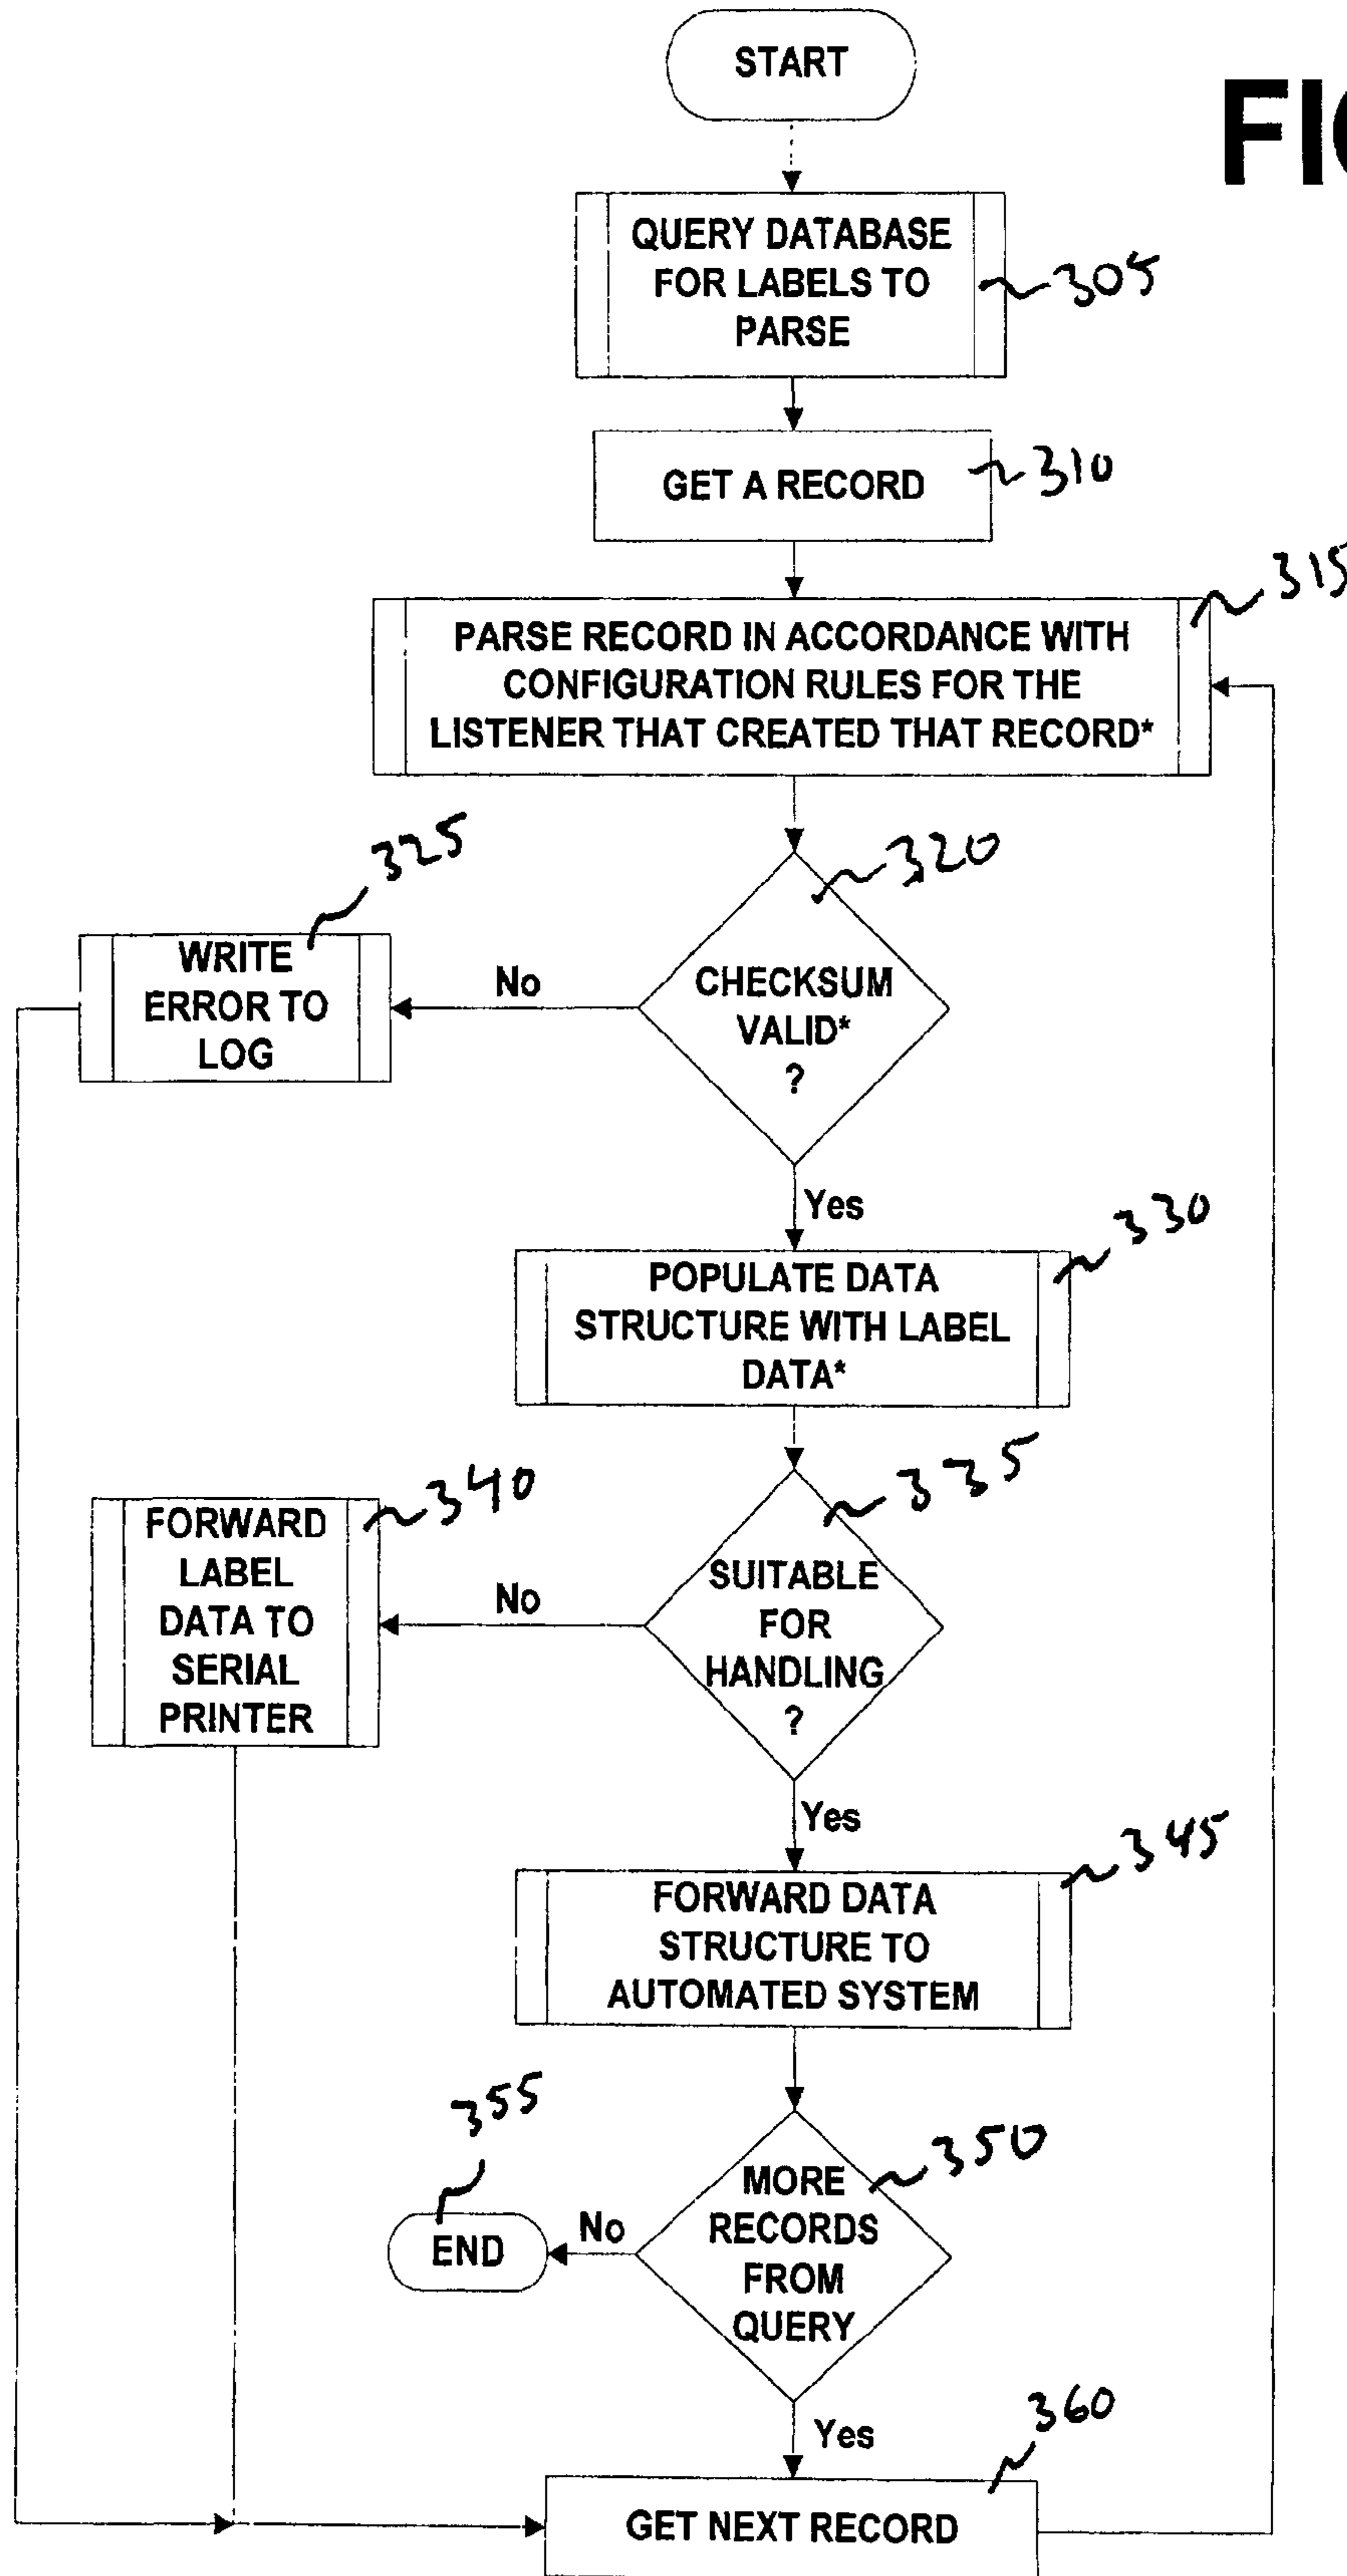 START
FIG
QUERY DATABASE
FOR LABELS TO
PARSE
305
GET A RECORD
310
315
PARSE RECORD IN ACCORDANCE WITH
CONFIGURATION RULES FOR THE
LISTENER THAT CREATED THAT RECORD*
325
320
WRITE
ERROR TO
LOG
No
CHECKSUM
VALID*
?
Yes
330
POPULATE DATA
STRUCTURE WITH LABEL
DATA*
340
335
FORWARD
LABEL
DATA TO
SERIAL
PRINTER
No
SUITABLE
FOR
HANDLING
?
Yes
345
FORWARD DATA
STRUCTURE TO
AUTOMATED SYSTEM
355
350
END
No
MORE
RECORDS
FROM
QUERY
Yes
360
GET NEXT RECORD